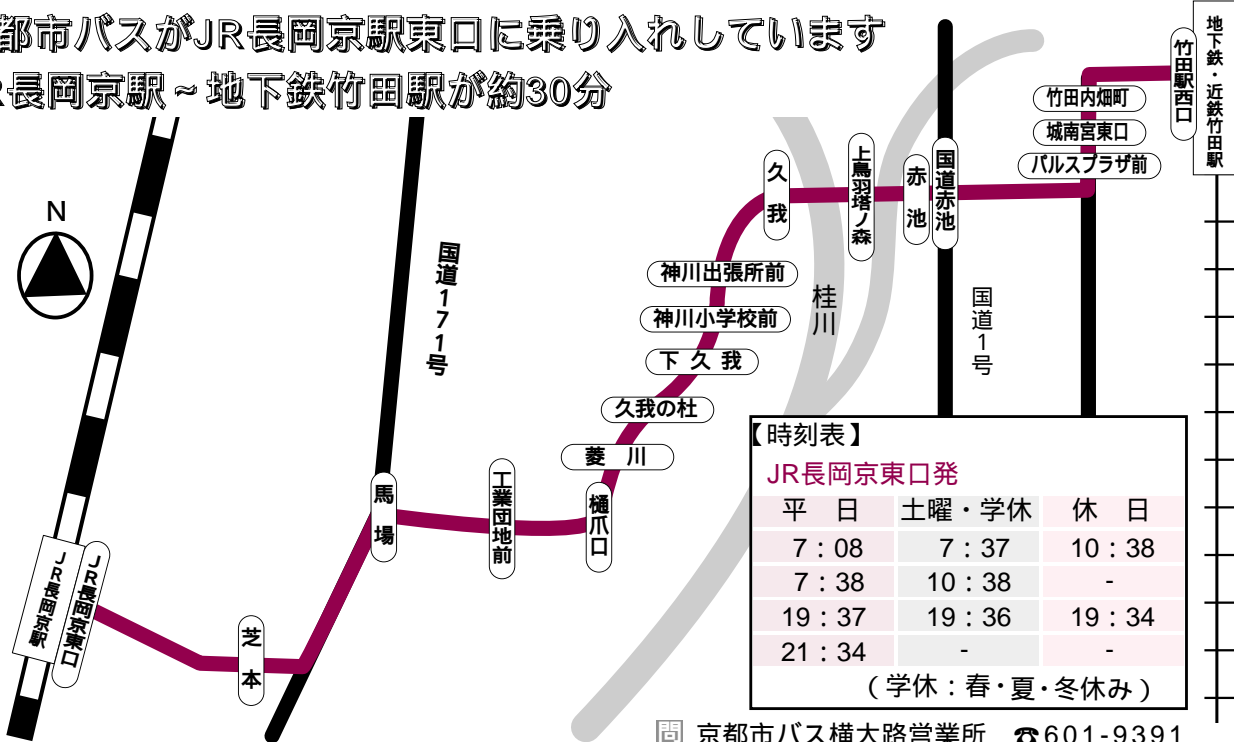 都市バスがJR長岡京駅東口に乗り入れしています
長岡京駅～地下鉄竹田駅が約30分
地下鉄・近鉄竹田駅
竹田駅西口
竹田内畑町
城南宮東口
パルスプラザ前
国道赤池
赤池
上鳥羽塔ノ森
久我
神川出張所前
神川小学校前
下久我
久我の杜
菱川
樋爪口
工業団地前
馬場
芝本
JR長岡京東口
JR長岡京駅
N
国道171号
桂川
国道1号
【時刻表】
JR長岡京東口発
平　日　土曜・学休　休　日
7：08　7：37　10：38
7：38　10：38　-
19：37　19：36　19：34
21：34　-　-
（学休：春・夏・冬休み）
問 京都市バス横大路営業所　☎601-9391